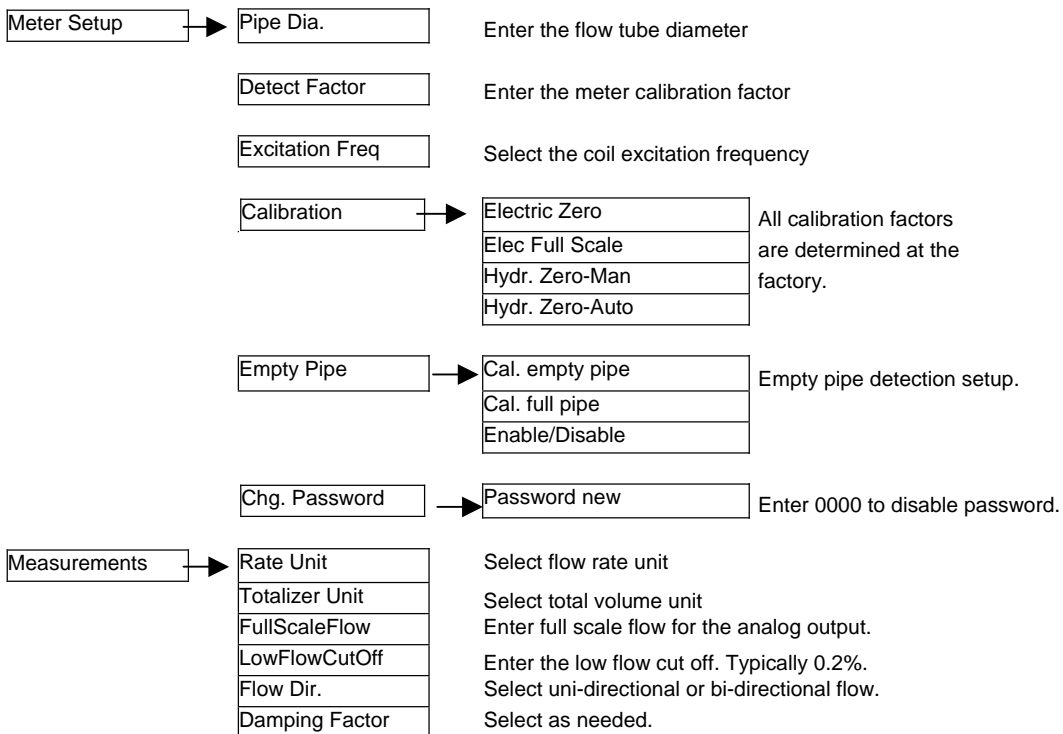 Meter Setup
Pipe Dia.
Enter the flow tube diameter
Detect Factor
Enter the meter calibration factor
Excitation Freq
Select the coil excitation frequency
Calibration
Electric Zero
Elec Full Scale
Hydr. Zero-Man
Hydr. Zero-Auto
All calibration factors
are determined at the
factory.
Empty Pipe
Cal. empty pipe
Cal. full pipe
Enable/Disable
Empty pipe detection setup.
Chg. Password
Password new
Enter 0000 to disable password.
Measurements
Rate Unit
Select flow rate unit
Totalizer Unit
Select total volume unit
FullScaleFlow
Enter full scale flow for the analog output.
LowFlowCutOff
Enter the low flow cut off. Typically 0.2%.
Flow Dir.
Select uni-directional or bi-directional flow.
Damping Factor
Select as needed.